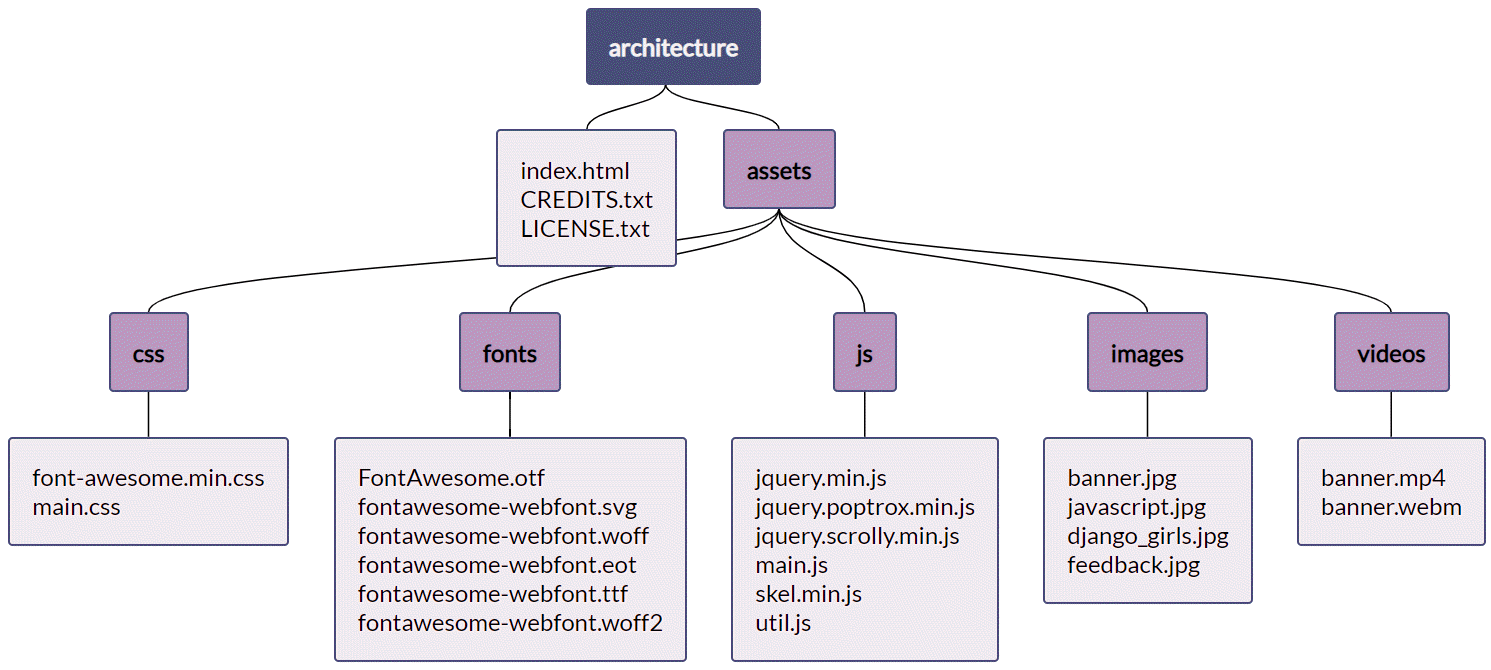 architecture
index.html
CREDITS.txt
LICENSE.txt
assets
css
fonts
js
images
videos
font-awesome.min.css
main.css
FontAwesome.otf
fontawesome-webfont.svg
fontawesome-webfont.woff
fontawesome-webfont.eot
fontawesome-webfont.ttf
fontawesome-webfont.woff2
jquery.min.js
jquery.poptrox.min.js
jquery.scrolly.min.js
main.js
skel.min.js
util.js
banner.jpg
javascript.jpg
django_girls.jpg
feedback.jpg
banner.mp4
banner.webm